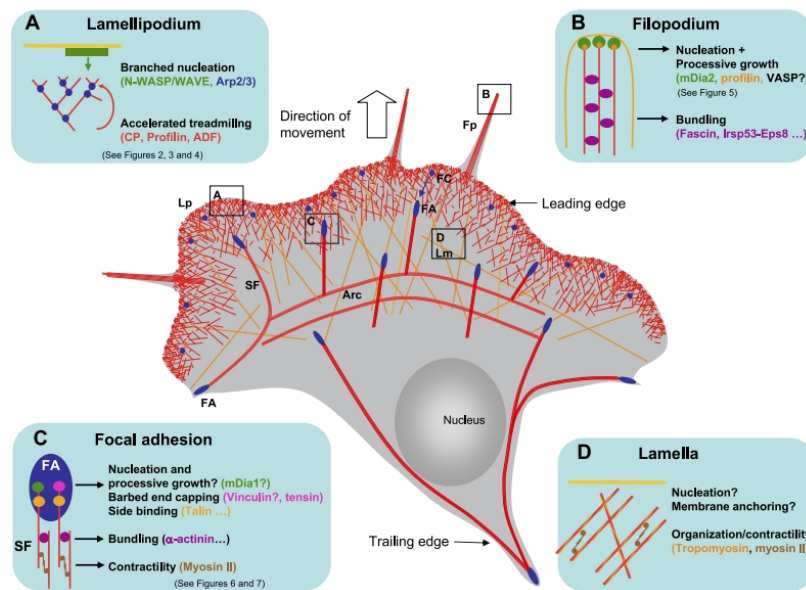 A Lamellipodium
Branched nucleation
(N-WASP/WAVE, Arp2/3)
Accelerated treadmiling
(CP, Profilin, ADF)
(See Figures 2, 3 and 4)
B Filopodium
Nucleation +
Processive growth
(mDia2, profilin, VASP?)
(See Figure 5)
Bundling
(Fascin, Irsp53-Eps8 ...)
Direction of
movement
B
Fp
Lp
A
C
FC
FA
D
Lm
Leading edge
SF
Arc
FA
Nucleus
Trailing edge
C Focal adhesion
FA
Nucleation and
processive growth? (mDia1?)
Barbed end capping (Vinculin?, tensin)
Side binding (Talin ...)
SF
Bundling (α-actinin...)
Contractility (Myosin II)
(See Figures 6 and 7)
D Lamella
Nucleation?
Membrane anchoring?
Organization/contractility
(Tropomyosin, myosin II)